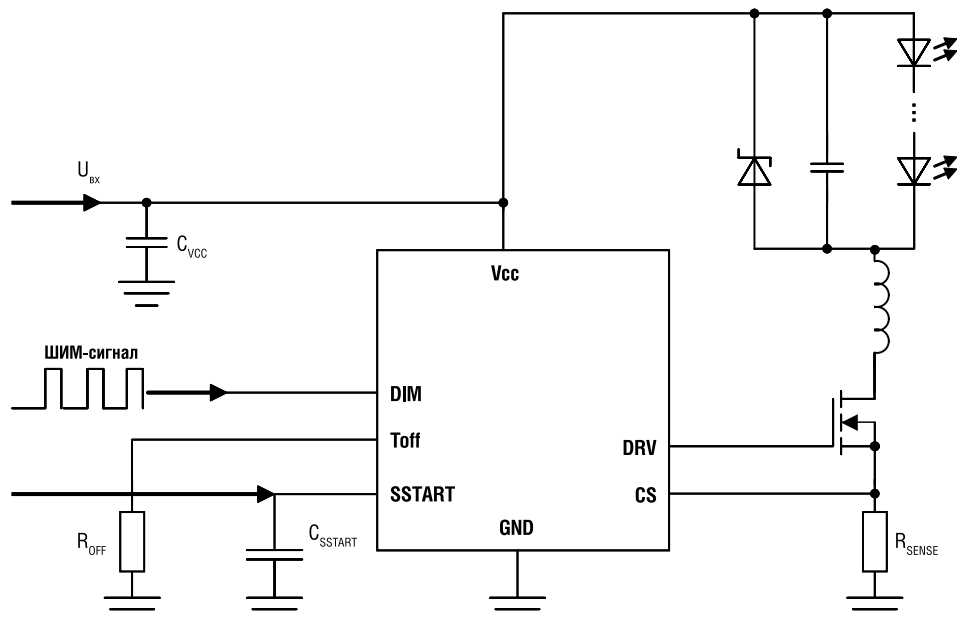 Uвх
CVCC
Vcc
ШИМ-сигнал
DIM
Toff
DRV
SSTART
CS
GND
ROFF
CSSTART
RSENSE